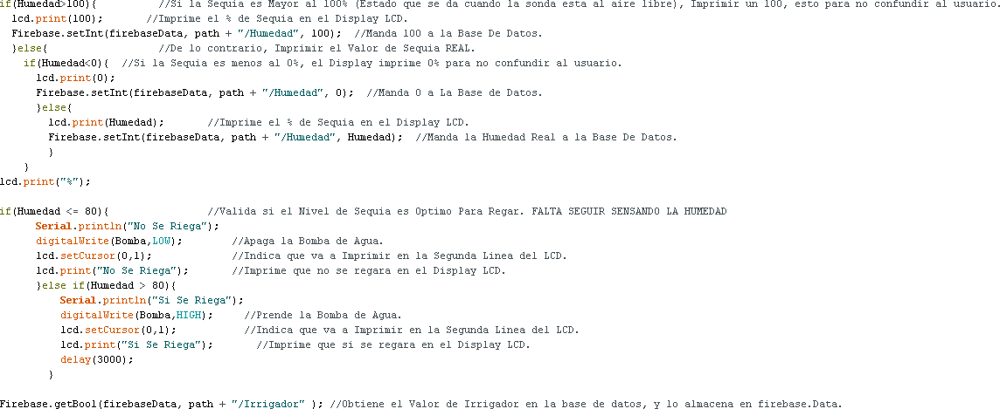 if(Humedad>100){          //Si la Sequia es Mayor al 100% (Estado que se da cuando la sonda esta al aire libre), Imprimir un 100, esto para no confundir al usuario.
  lcd.print(100);       //Imprime el % de Sequia en el Display LCD.
  Firebase.setInt(firebaseData, path + "/Humedad", 100);  //Manda 100 a la Base De Datos.
  }else{                  //De lo contrario, Imprimir el Valor de Sequia REAL.
    if(Humedad<0){  //Si la Sequia es menos al 0%, el Display imprime 0% para no confundir al usuario.
      lcd.print(0);
      Firebase.setInt(firebaseData, path + "/Humedad", 0);  //Manda 0 a La Base de Datos.
      }else{
        lcd.print(Humedad);       //Imprime el % de Sequia en el Display LCD.
        Firebase.setInt(firebaseData, path + "/Humedad", Humedad);  //Manda la Humedad Real a la Base De Datos.
        }
    }
lcd.print("%");

if(Humedad <= 80){                //Valida si el Nivel de Sequia es Optimo Para Regar. FALTA SEGUIR SENSANDO LA HUMEDAD
      Serial.println("No Se Riega");
      digitalWrite(Bomba,LOW);        //Apaga la Bomba de Agua.
      lcd.setCursor(0,1);             //Indica que va a Imprimir en la Segunda Linea del LCD.
      lcd.print("No Se Riega");       //Imprime que no se regara en el Display LCD.
      }else if(Humedad > 80){
          Serial.println("Si Se Riega");
          digitalWrite(Bomba,HIGH);     //Prende la Bomba de Agua.
          lcd.setCursor(0,1);           //Indica que va a Imprimir en la Segunda Linea del LCD.
          lcd.print("Si Se Riega");       //Imprime que si se regara en el Display LCD.
          delay(3000);
        }

Firebase.getBool(firebaseData, path + "/Irrigador" ); //Obtiene el Valor de Irrigador en la base de datos, y lo almacena en firebase.Data.